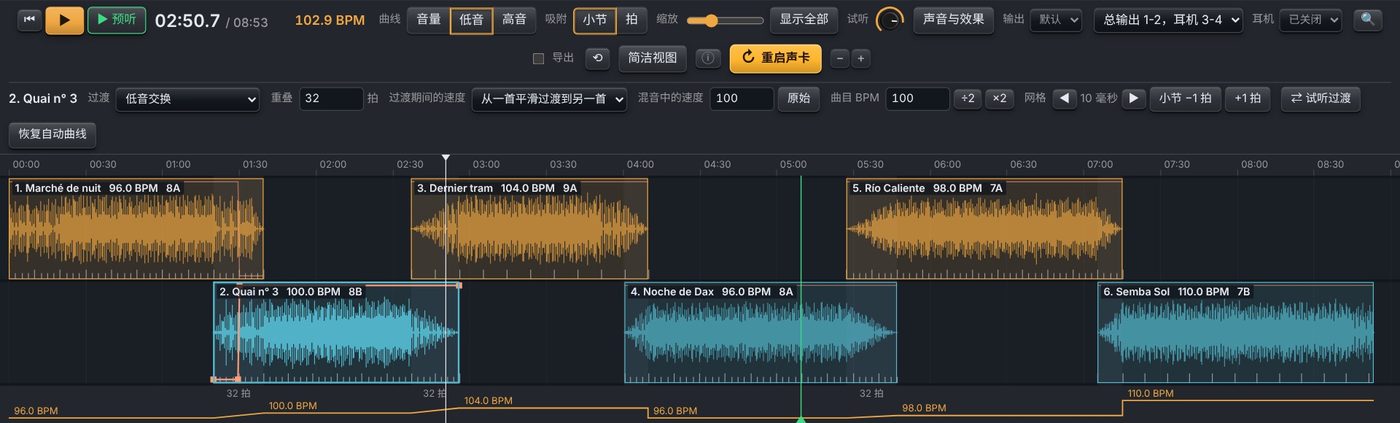 预听 02:50.7 / 08:53 102.9 BPM 曲线 音量 低音 高音 吸附 小节 拍 缩放 显示全部 试听 声音与效果 输出 默认 总输出 1-2，耳机 3-4 耳机 已关闭
导出 简洁视图 重启声卡 − +
2. Quai n° 3 过渡 低音交换 重叠 32 拍 过渡期间的速度 从一首平滑过渡到另一首 混音中的速度 100 原始 曲目 BPM 100 ÷2 ×2 网格 ◀ 10 毫秒 ▶ 小节 −1 拍 +1 拍 ⇄ 试听过渡
恢复自动曲线
00:00 00:30 01:00 01:30 02:00 02:30 03:00 03:30 04:00 04:30 05:00 05:30 06:00 06:30 07:00 07:30 08:00 08:30 0
1. Marché de nuit 96.0 BPM 8A 3. Dernier tram 104.0 BPM 9A 5. Río Caliente 98.0 BPM 7A
2. Quai n° 3 100.0 BPM 8B 4. Noche de Dax 96.0 BPM 8A 6. Semba Sol 110.0 BPM 7B
32 拍 32 拍 32 拍
96.0 BPM 100.0 BPM 104.0 BPM 96.0 BPM 98.0 BPM 110.0 BPM